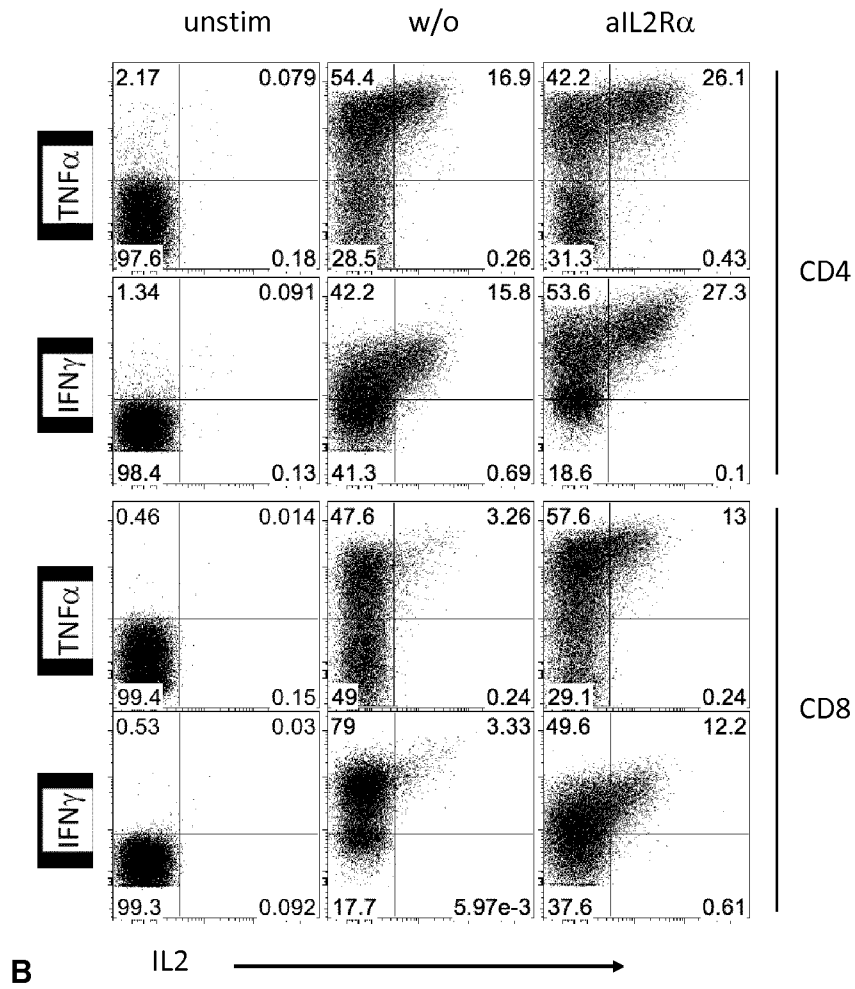 unstim w/o aIL2Rα
2.17 0.079 54.4 16.9 42.2 26.1
TNFα
97.6 0.18 28.5 0.26 31.3 0.43
CD4
1.34 0.091 42.2 15.8 53.6 27.3
IFNγ
98.4 0.13 41.3 0.69 18.6 0.1
0.46 0.014 47.6 3.26 57.6 13
TNFα
99.4 0.15 49 0.24 29.1 0.24
CD8
0.53 0.03 79 3.33 49.6 12.2
IFNγ
99.3 0.092 17.7 5.97e-3 37.6 0.61
B IL2